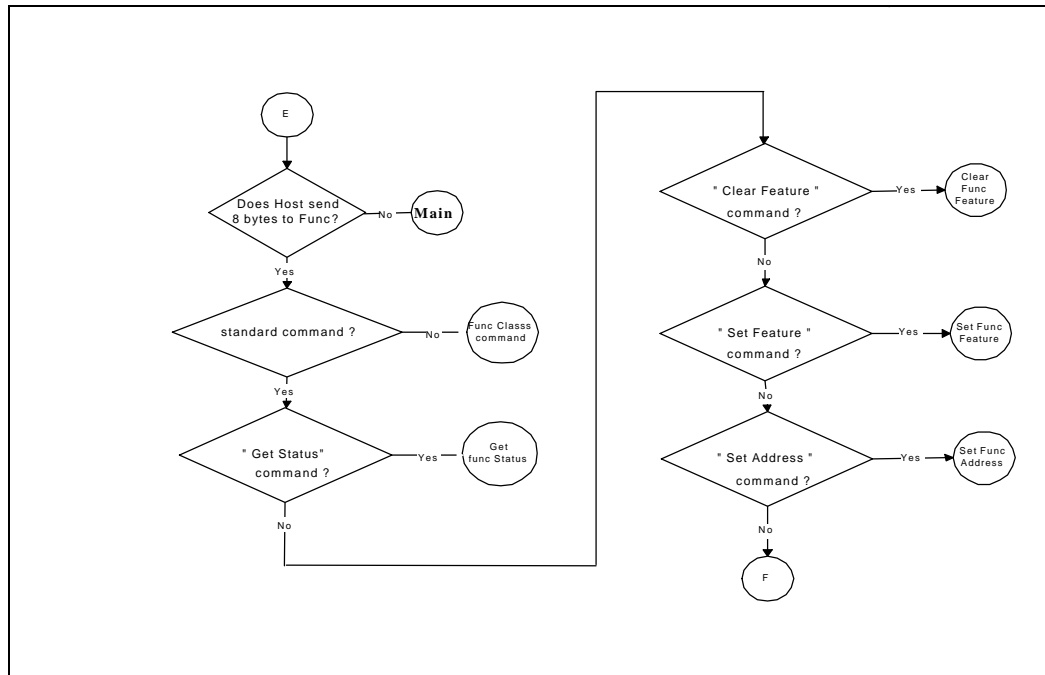 E
Does Host send
8 bytes to Func?
No
Main
Yes
standard command ?
No
Func Classs
command
Yes
" Get Status"
command ?
Yes
Get
func Status
No
" Clear Feature "
command ?
Yes
Clear
Func
Feature
No
" Set Feature "
command ?
Yes
Set Func
Feature
No
" Set Address "
command ?
Yes
Set Func
Address
No
F